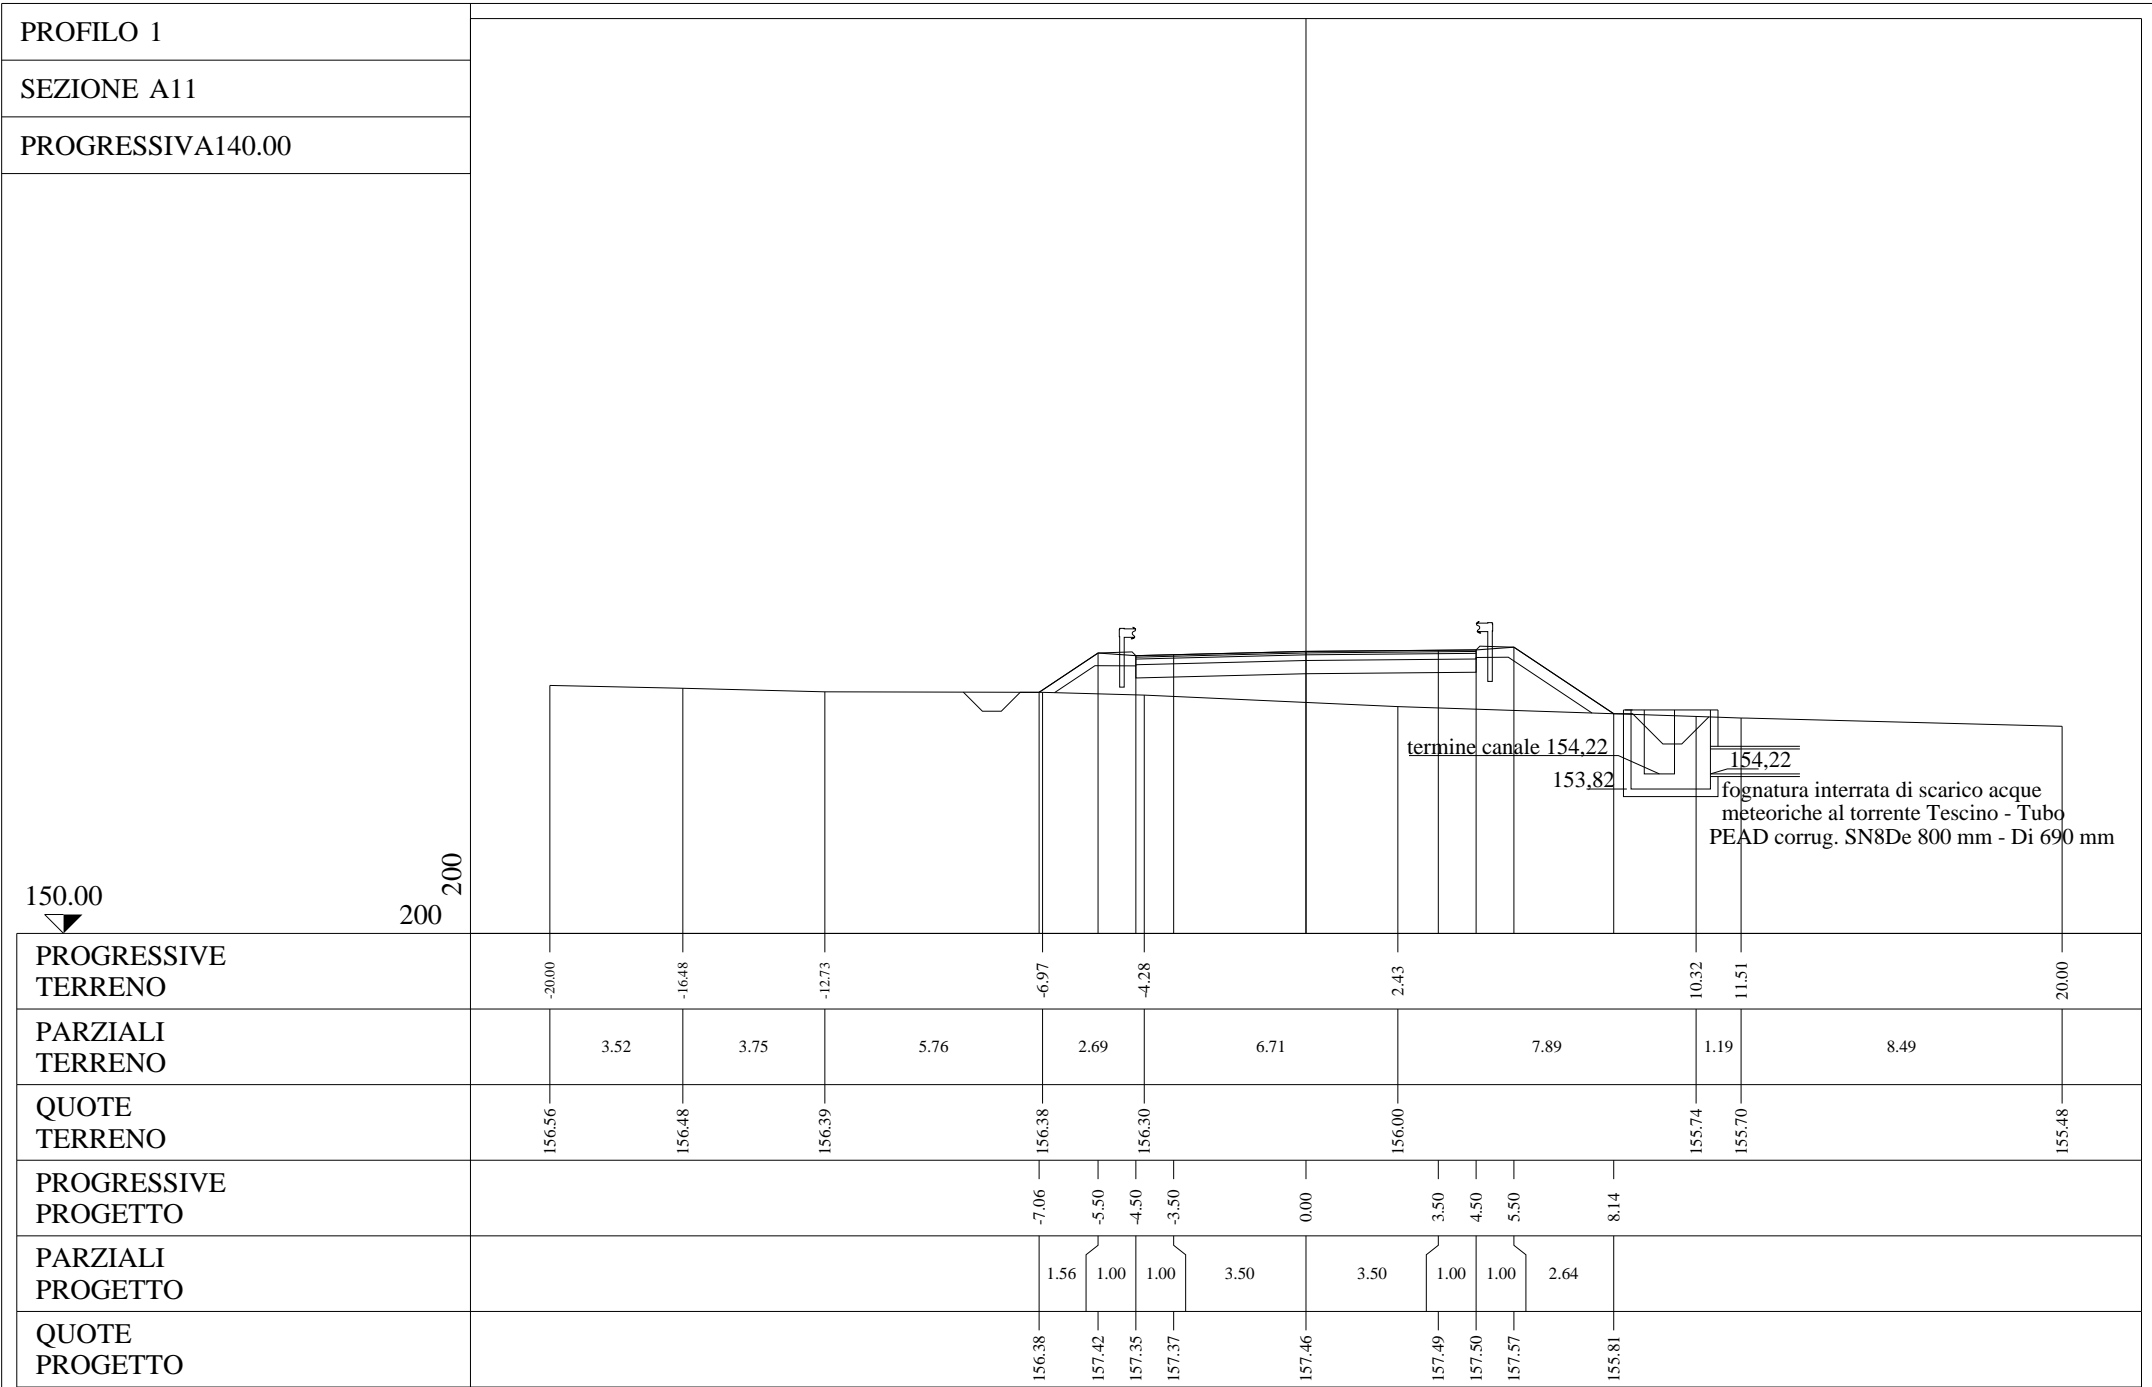 PROFILO 1
SEZIONE A11
PROGRESSIVA140.00
termine canale 154,22
154,22
153,82
fognatura interrata di scarico acque
meteoriche al torrente Tescino - Tubo
PEAD corrug. SN8De 800 mm - Di 690 mm
200
150.00
200
PROGRESSIVE
TERRENO
-20.00 -16.48 -12.73 -6.97 -4.28 2.43 10.32 11.51 20.00
PARZIALI
TERRENO
3.52 3.75 5.76 2.69 6.71 7.89 1.19 8.49
QUOTE
TERRENO
156.56 156.48 156.39 156.38 156.30 156.00 155.74 155.70 155.48
PROGRESSIVE
PROGETTO
-7.06 -5.50 -4.50 -3.50 0.00 3.50 4.50 5.50 8.14
PARZIALI
PROGETTO
1.56 1.00 1.00 3.50 3.50 1.00 1.00 2.64
QUOTE
PROGETTO
156.38 157.42 157.35 157.37 157.46 157.49 157.50 157.57 155.81